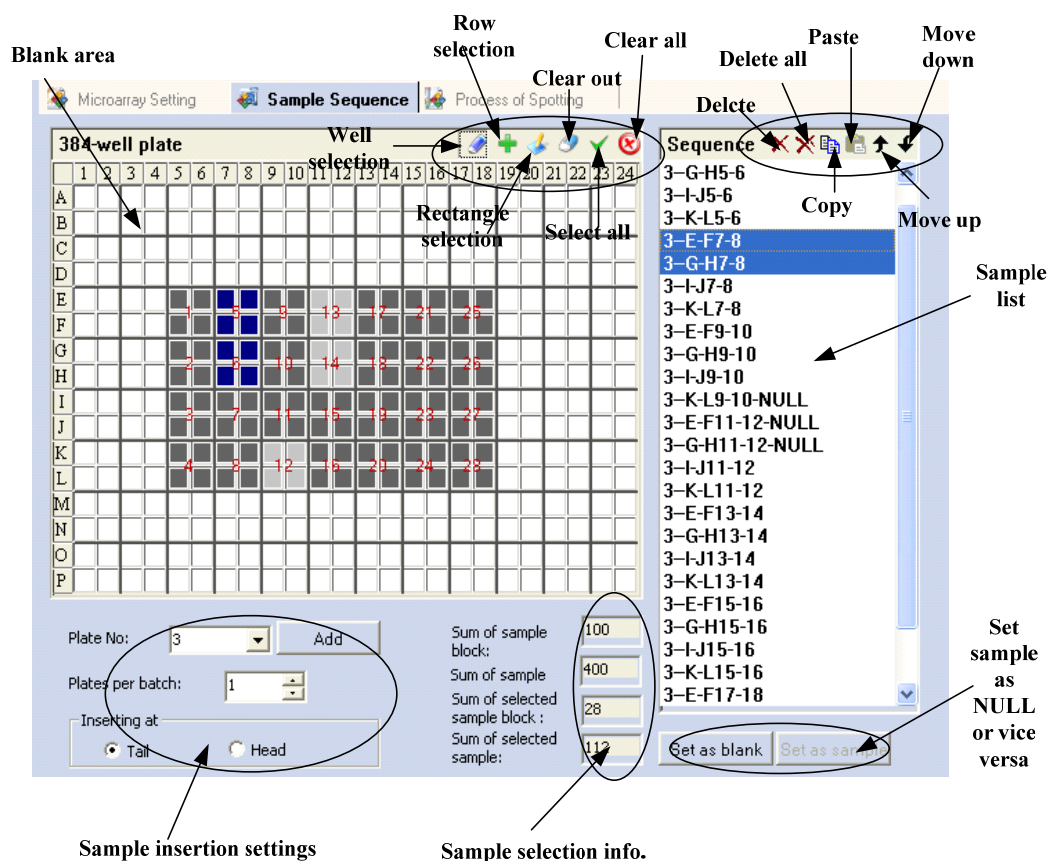 Row
selection
Clear all
Paste
Move
down
Blank area
Clear out
Delete all
Microarray Setting
Sample Sequence
Process of Spotting
Delete
384-well plate
Well
selection
Sequence
1 2 3 4 5 6 7 8 9 10 11 12 13 14 15 16 17 18 19 20 21 22 23 24
Rectangle
selection
Select all
Copy
Move up
A
B
C
D
E
F
G
H
I
J
K
L
M
N
O
P
1 5 9 13 17 21 25
2 6 10 14 18 22 26
3 7 11 15 19 23 27
4 8 12 16 20 24 28
3-G-H5-6
3-I-J5-6
3-K-L5-6
3-E-F7-8
3-G-H7-8
3-I-J7-8
3-K-L7-8
3-E-F9-10
3-G-H9-10
3-I-J9-10
3-K-L9-10-NULL
3-E-F11-12-NULL
3-G-H11-12-NULL
3-I-J11-12
3-K-L11-12
3-E-F13-14
3-G-H13-14
3-I-J13-14
3-K-L13-14
3-E-F15-16
3-G-H15-16
3-I-J15-16
3-K-L15-16
3-E-F17-18
Sample
list
Plate No:
3
Add
Plates per batch:
1
Inserting at
Tail
Head
Sum of sample
block:
100
Sum of sample
400
Sum of selected
sample block :
28
Sum of selected
sample:
112
Set as blank
Set as sample
Set
sample
as
NULL
or vice
versa
Sample insertion settings
Sample selection info.